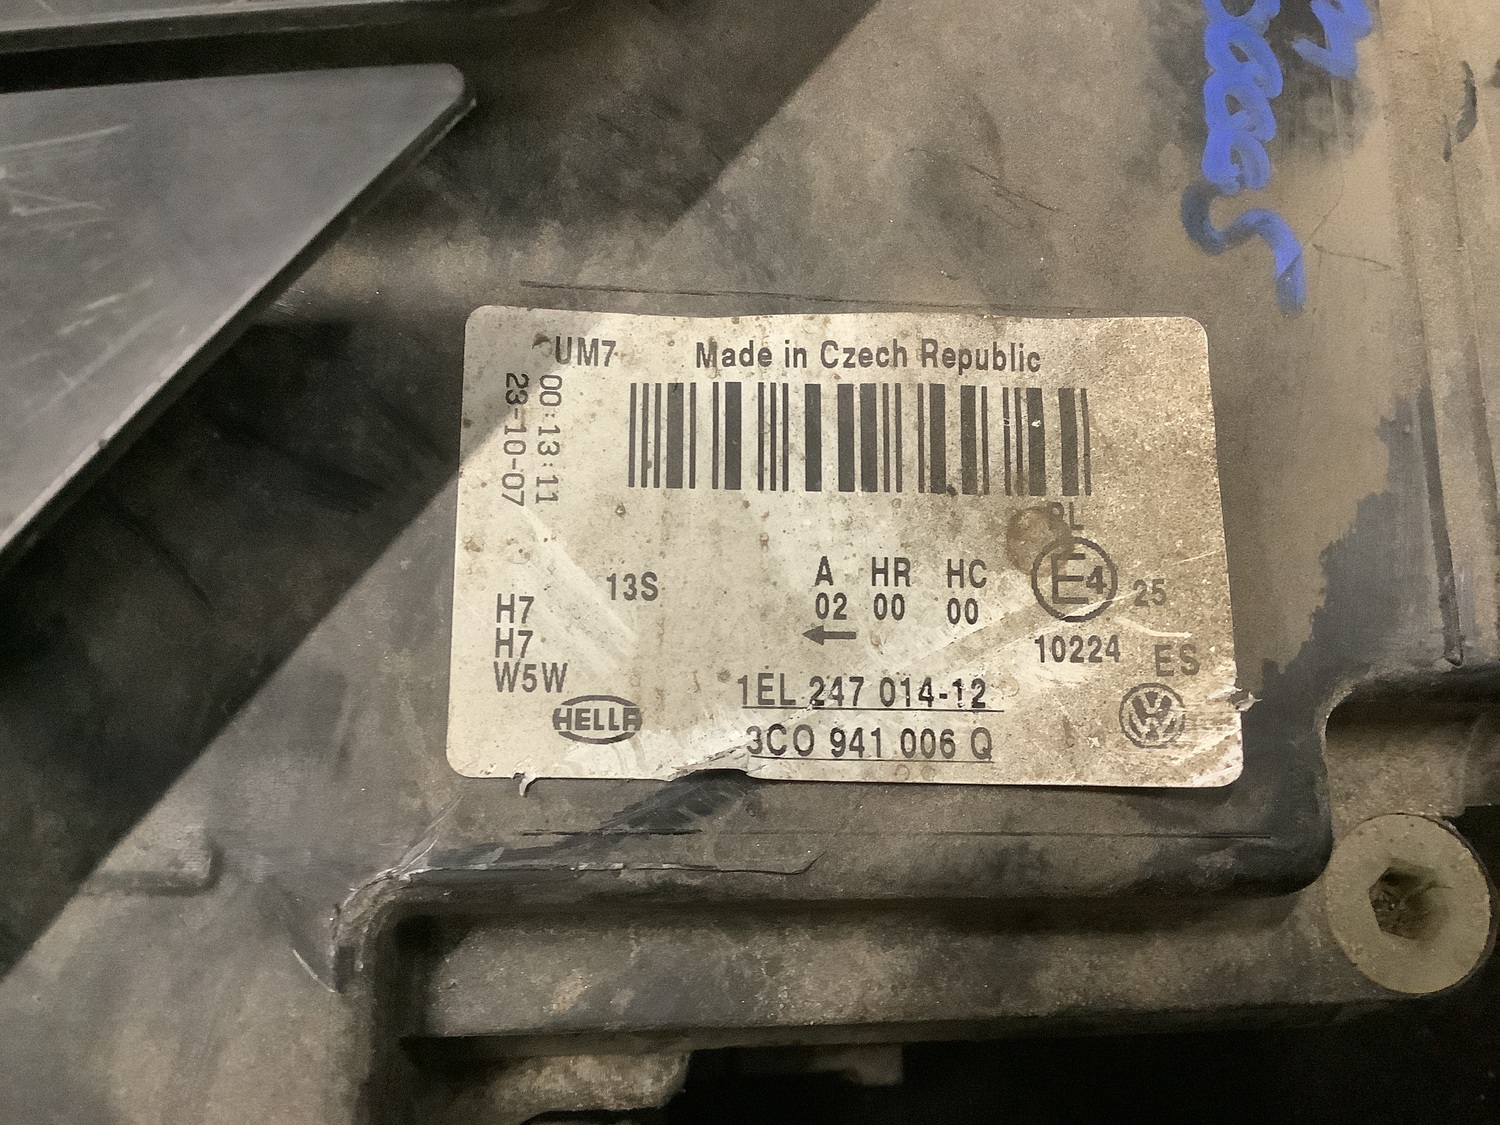 UM7
Made in Czech Republic
00:13:11
23-10-07
PL
13S
A HR HC
02 00 00
E4
25
H7
H7
W5W
10224
ES
1EL 247 014-12
HELLA
3C0 941 006 Q